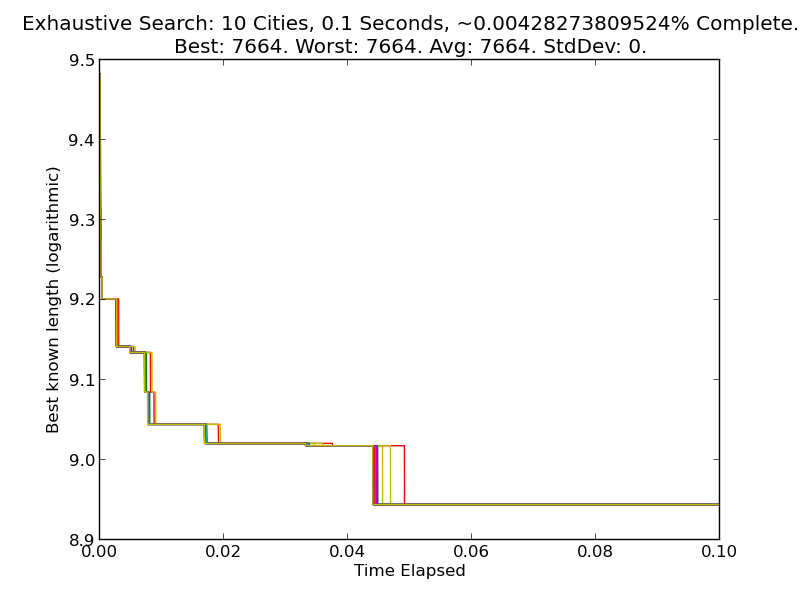 Exhaustive Search: 10 Cities, 0.1 Seconds, ~0.00428273809524% Complete.
Best: 7664. Worst: 7664. Avg: 7664. StdDev: 0.
9.5
9.4
9.3
9.2
9.1
9.0
8.9
Best known length (logarithmic)
0.00 0.02 0.04 0.06 0.08 0.10
Time Elapsed